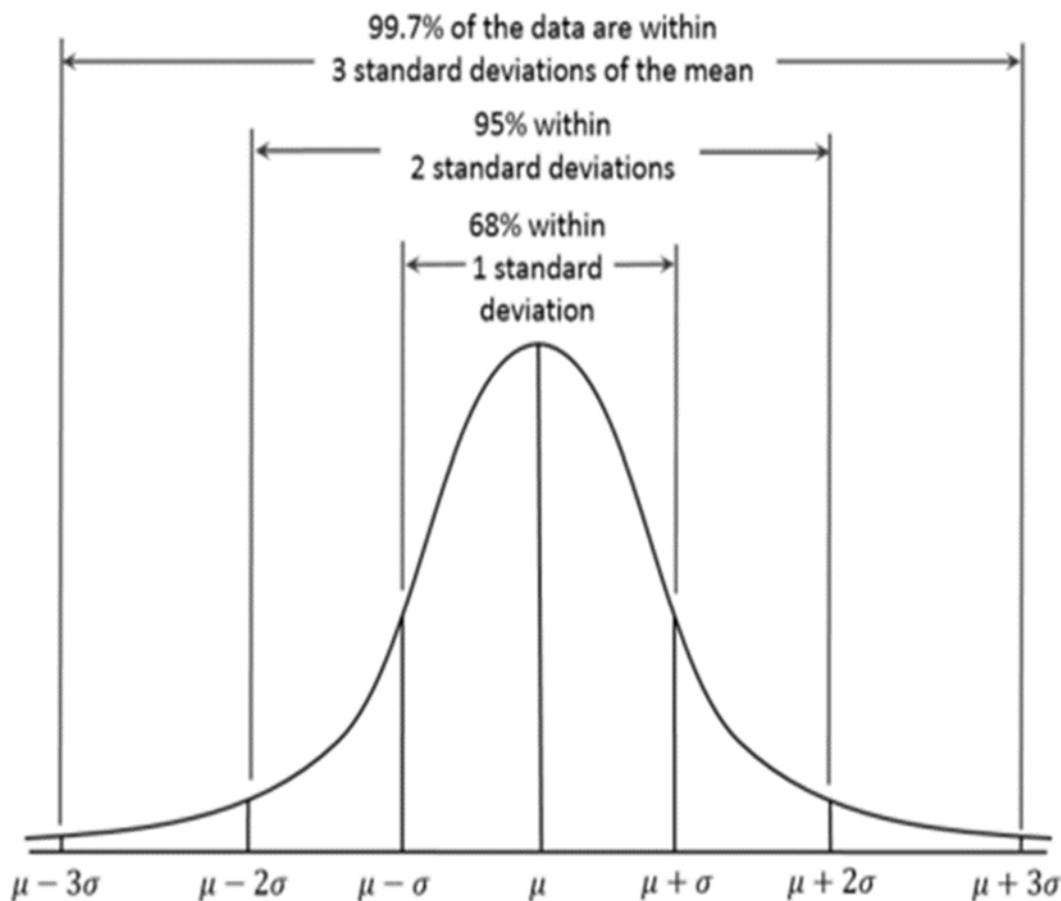 99.7% of the data are within
3 standard deviations of the mean
95% within
2 standard deviations
68% within
1 standard
deviation
μ − 3σ μ − 2σ μ − σ μ μ + σ μ + 2σ μ + 3σ